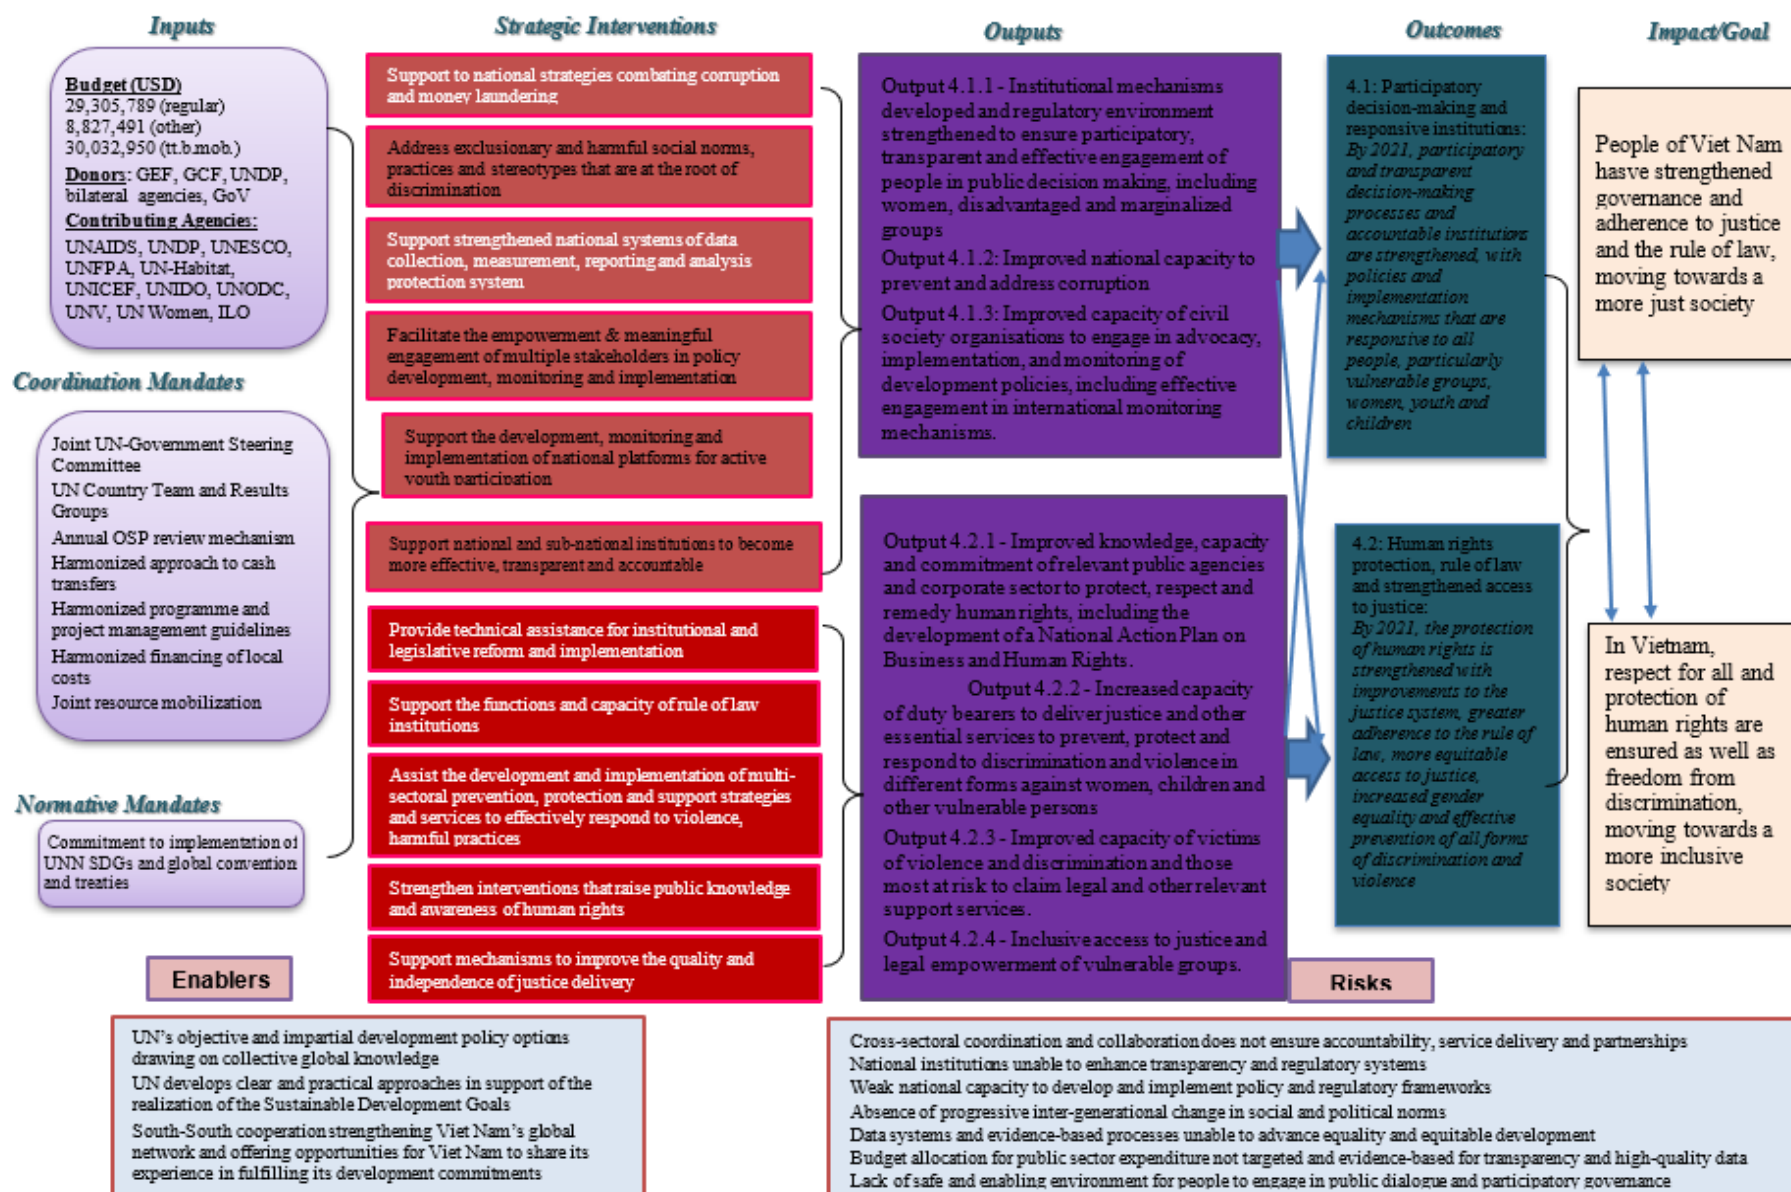 Inputs
Budget (USD)
29,305,789 (regular)
8,827,491 (other)
30,032,950 (tt.b.mob.)
Donors: GEF, GCF, UNDP,
bilateral agencies, GoV
Contributing Agencies:
UNAIDS, UNDP, UNESCO,
UNFPA, UN-Habitat,
UNICEF, UNIDO, UNODC,
UNV, UN Women, ILO
Coordination Mandates
Joint UN-Government Steering
Committee
UN Country Team and Results
Groups
Annual OSP review mechanism
Harmonized approach to cash
transfers
Harmonized programme and
project management guidelines
Harmonized financing of local
costs
Joint resource mobilization
Normative Mandates
Commitment to implementation of
UNN SDGs and global convention
and treaties
Strategic Interventions
Support to national strategies combating corruption
and money laundering
Address exclusionary and harmful social norms,
practices and stereotypes that are at the root of
discrimination
Support strengthened national systems of data
collection, measurement, reporting and analysis
protection system
Facilitate the empowerment & meaningful
engagement of multiple stakeholders in policy
development, monitoring and implementation
Support the development, monitoring and
implementation of national platforms for active
youth participation
Support national and sub-national institutions to become
more effective, transparent and accountable
Provide technical assistance for institutional and
legislative reform and implementation
Support the functions and capacity of rule of law
institutions
Assist the development and implementation of multi-
sectoral prevention, protection and support strategies
and services to effectively respond to violence,
harmful practices
Strengthen interventions that raise public knowledge
and awareness of human rights
Support mechanisms to improve the quality and
independence of justice delivery
Outputs
Output 4.1.1 - Institutional mechanisms
developed and regulatory environment
strengthened to ensure participatory,
transparent and effective engagement of
people in public decision making, including
women, disadvantaged and marginalized
groups
Output 4.1.2: Improved national capacity to
prevent and address corruption
Output 4.1.3: Improved capacity of civil
society organisations to engage in advocacy,
implementation, and monitoring of
development policies, including effective
engagement in international monitoring
mechanisms.
Output 4.2.1 - Improved knowledge, capacity
and commitment of relevant public agencies
and corporate sector to protect, respect and
remedy human rights, including the
development of a National Action Plan on
Business and Human Rights.
Output 4.2.2 - Increased capacity
of duty bearers to deliver justice and other
essential services to prevent, protect and
respond to discrimination and violence in
different forms against women, children and
other vulnerable persons
Output 4.2.3 - Improved capacity of victims
of violence and discrimination and those
most at risk to claim legal and other relevant
support services.
Output 4.2.4 - Inclusive access to justice and
legal empowerment of vulnerable groups.
Outcomes
4.1: Participatory
decision-making and
responsive institutions:
By 2021, participatory
and transparent
decision-making
processes and
accountable institutions
are strengthened, with
policies and
implementation
mechanisms that are
responsive to all
people, particularly
vulnerable groups,
women, youth and
children
4.2: Human rights
protection, rule of law
and strengthened access
to justice:
By 2021, the protection
of human rights is
strengthened with
improvements to the
justice system, greater
adherence to the rule of
law, more equitable
access to justice,
increased gender
equality and effective
prevention of all forms
of discrimination and
violence
Impact/Goal
People of Viet Nam
hasve strengthened
governance and
adherence to justice
and the rule of law,
moving towards a
more just society
In Vietnam,
respect for all and
protection of
human rights are
ensured as well as
freedom from
discrimination,
moving towards a
more inclusive
society
Enablers
UN's objective and impartial development policy options
drawing on collective global knowledge
UN develops clear and practical approaches in support of the
realization of the Sustainable Development Goals
South-South cooperation strengthening Viet Nam's global
network and offering opportunities for Viet Nam to share its
experience in fulfilling its development commitments
Risks
Cross-sectoral coordination and collaboration does not ensure accountability, service delivery and partnerships
National institutions unable to enhance transparency and regulatory systems
Weak national capacity to develop and implement policy and regulatory frameworks
Absence of progressive inter-generational change in social and political norms
Data systems and evidence-based processes unable to advance equality and equitable development
Budget allocation for public sector expenditure not targeted and evidence-based for transparency and high-quality data
Lack of safe and enabling environment for people to engage in public dialogue and participatory governance